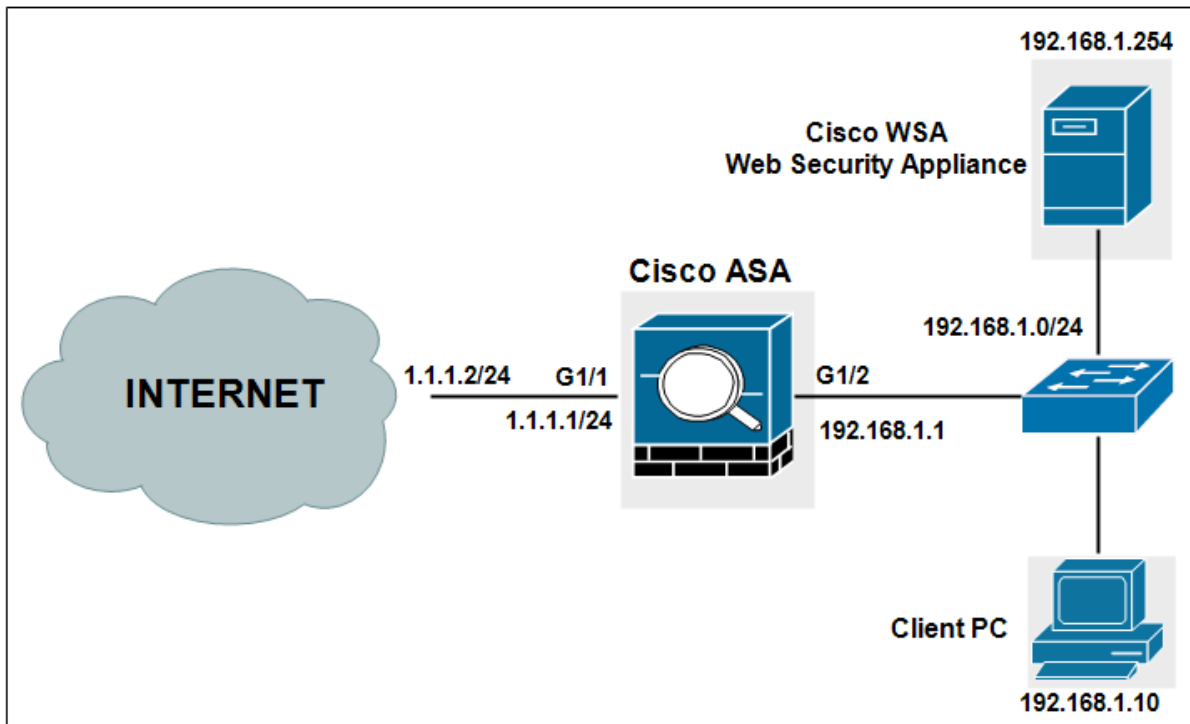 192.168.1.254
Cisco WSA
Web Security Appliance
Cisco ASA
192.168.1.0/24
INTERNET
1.1.1.2/24
G1/1
G1/2
1.1.1.1/24
192.168.1.1
Client PC
192.168.1.10